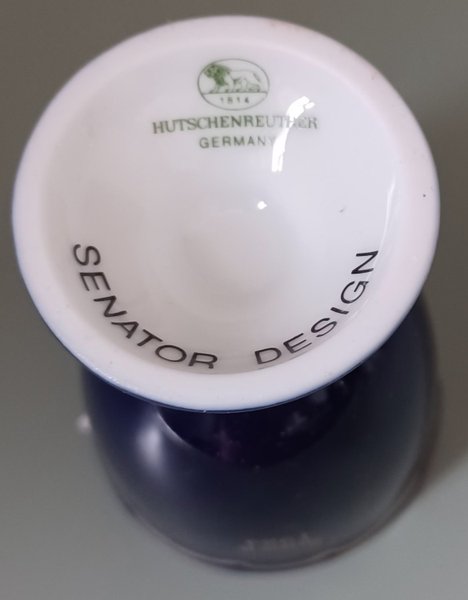 1814
HUTSCHENREUTHER
GERMANY
SENATOR DESIGN